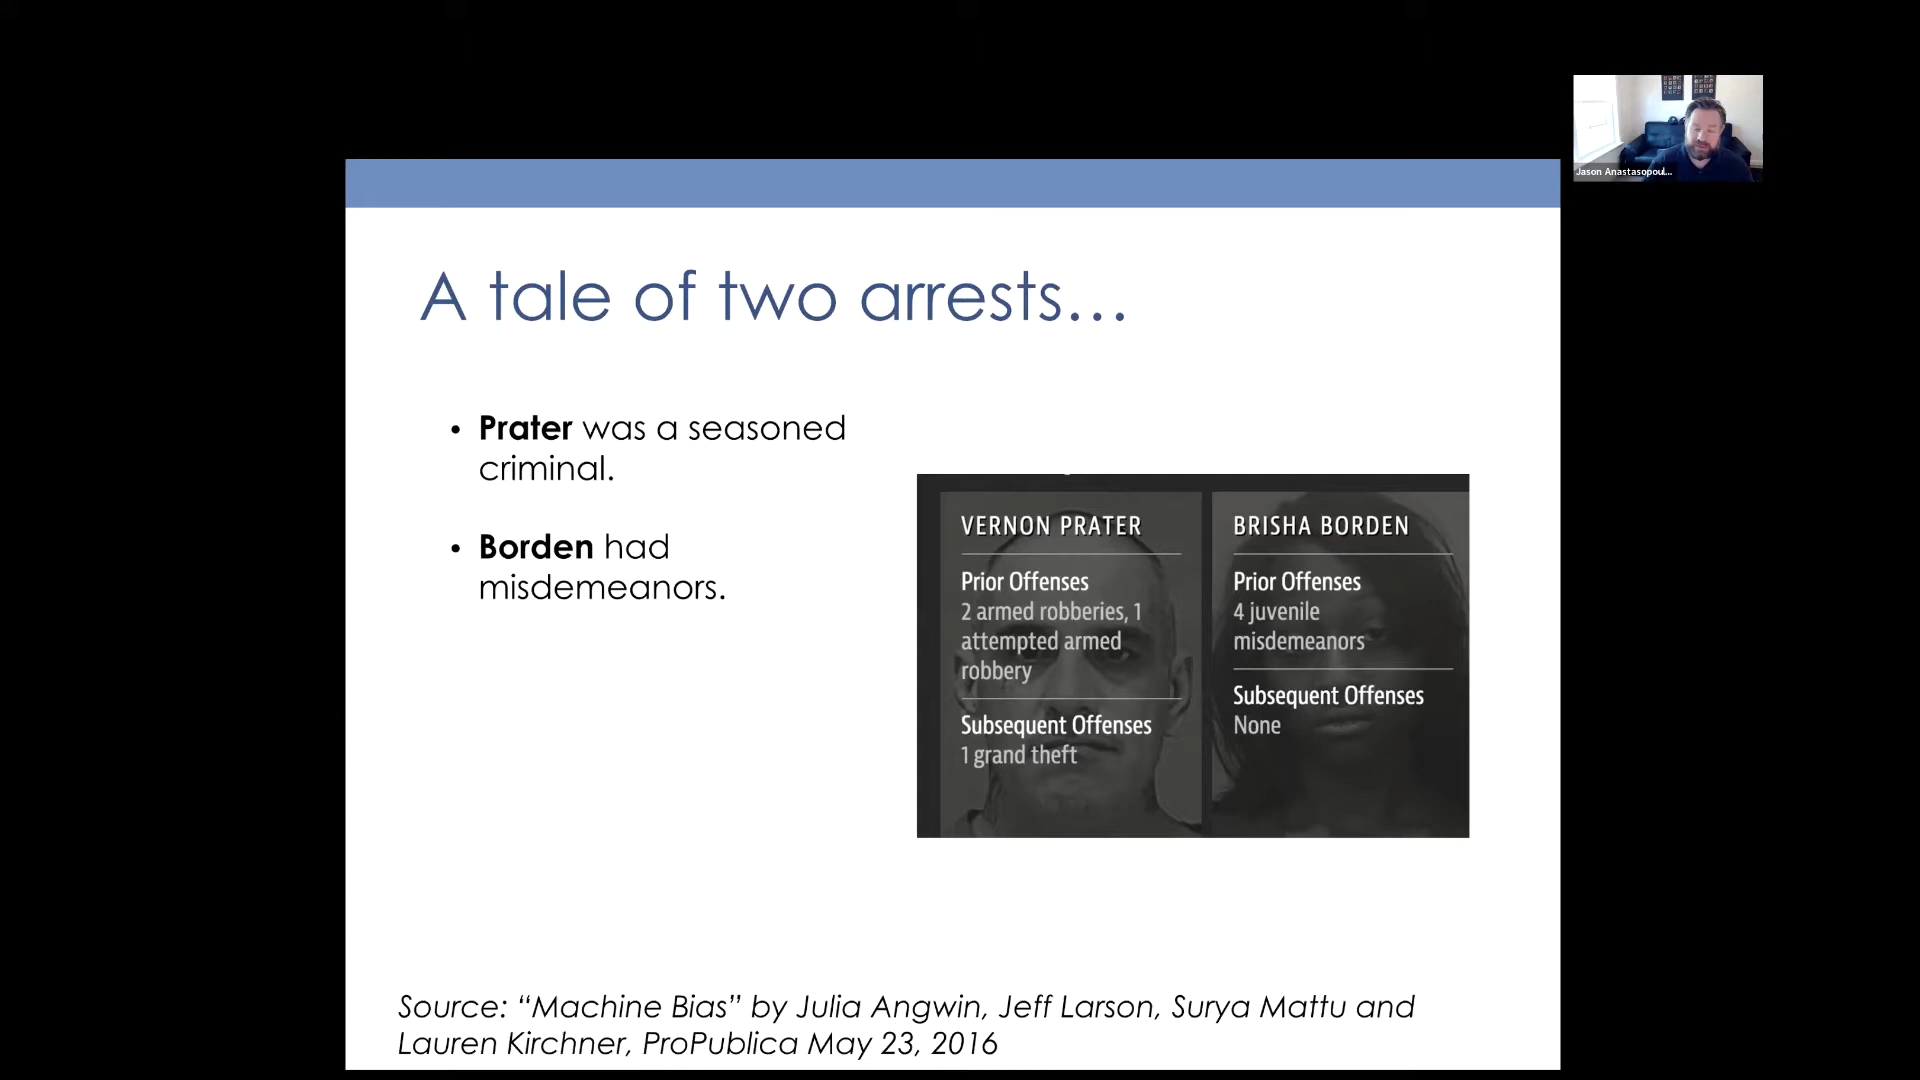 Jason Anastasopoul...
A tale of two arrests...
• Prater was a seasoned
criminal.
• Borden had
misdemeanors.
VERNON PRATER
Prior Offenses
2 armed robberies, 1
attempted armed
robbery
Subsequent Offenses
1 grand theft
BRISHA BORDEN
Prior Offenses
4 juvenile
misdemeanors
Subsequent Offenses
None
Source: “Machine Bias” by Julia Angwin, Jeff Larson, Surya Mattu and
Lauren Kirchner, ProPublica May 23, 2016